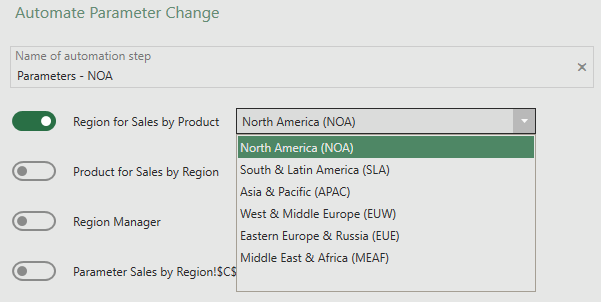 Automate Parameter Change
Name of automation step
Parameters - NOA
Region for Sales by Product
North America (NOA)
North America (NOA)
Product for Sales by Region
South & Latin America (SLA)
Asia & Pacific (APAC)
Region Manager
West & Middle Europe (EUW)
Eastern Europe & Russia (EUE)
Middle East & Africa (MEAF)
Parameter Sales by Region!$C$